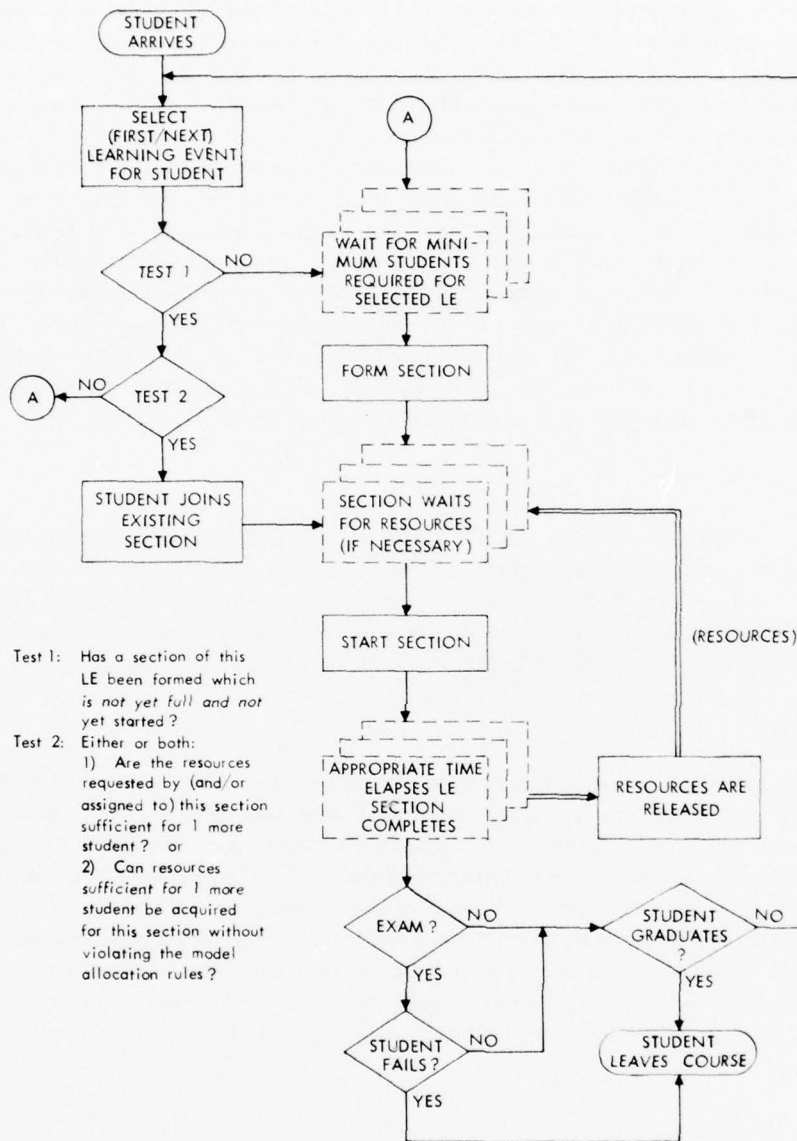 STUDENT
ARRIVES
SELECT
(FIRST/NEXT)
LEARNING EVENT
FOR STUDENT
A
TEST 1
NO
YES
WAIT FOR MINI-
MUM STUDENTS
REQUIRED FOR
SELECTED LE
FORM SECTION
A
NO
TEST 2
YES
STUDENT JOINS
EXISTING
SECTION
SECTION WAITS
FOR RESOURCES
(IF NECESSARY)
START SECTION
(RESOURCES)
Test 1: Has a section of this
LE been formed which
is not yet full and not
yet started?
Test 2: Either or both:
1) Are the resources
requested by (and/or
assigned to) this section
sufficient for 1 more
student? or
2) Can resources
sufficient for 1 more
student be acquired
for this section without
violating the model
allocation rules?
APPROPRIATE TIME
ELAPSES LE
SECTION
COMPLETES
RESOURCES ARE
RELEASED
EXAM?
NO
YES
STUDENT
GRADUATES
?
NO
YES
STUDENT
FAILS?
NO
YES
STUDENT
LEAVES COURSE